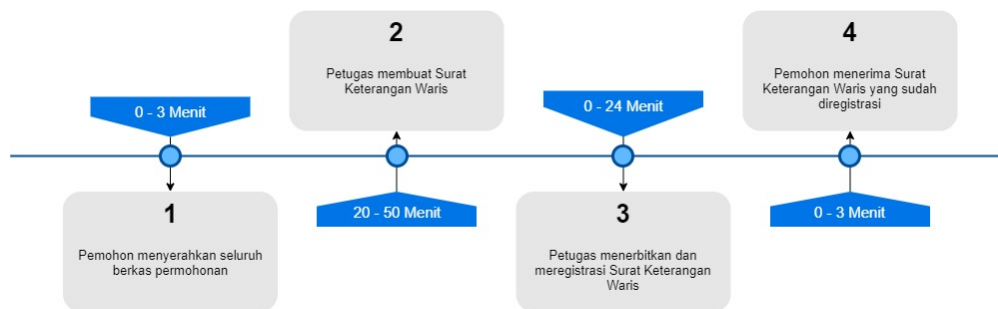 0 - 3 Menit
1
Pemohon menyerahkan seluruh
berkas permohonan
2
Petugas membuat Surat
Keterangan Waris
20 - 50 Menit
0 - 24 Menit
3
Petugas menerbitkan dan
meregistrasi Surat Keterangan
Waris
4
Pemohon menerima Surat
Keterangan Waris yang sudah
diregistrasi
0 - 3 Menit